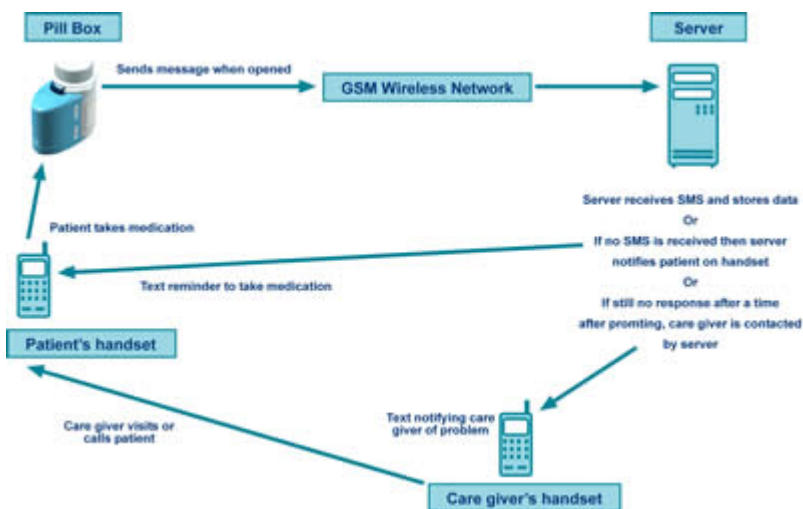 Pill Box
Server
Sends message when opened
GSM Wireless Network
Server receives SMS and stores data
Or
If no SMS is received then server
notifies patient on handset
Or
If still no response after a time
after promting, care giver is contacted
by server
Patient takes medication
Text reminder to take medication
Patient's handset
Care giver visits or
calls patient
Text notifying care
giver of problem
Care giver's handset